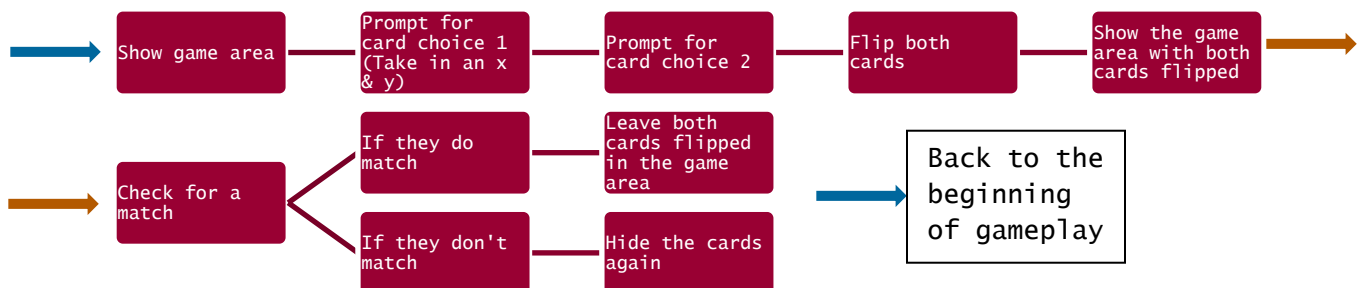 Show game area
Prompt for
card choice 1
(Take in an x
& y)
Prompt for
card choice 2
Flip both
cards
Show the game
area with both
cards flipped
Check for a
match
If they do
match
Leave both
cards flipped
in the game
area
If they don't
match
Hide the cards
again
Back to the
beginning
of gameplay